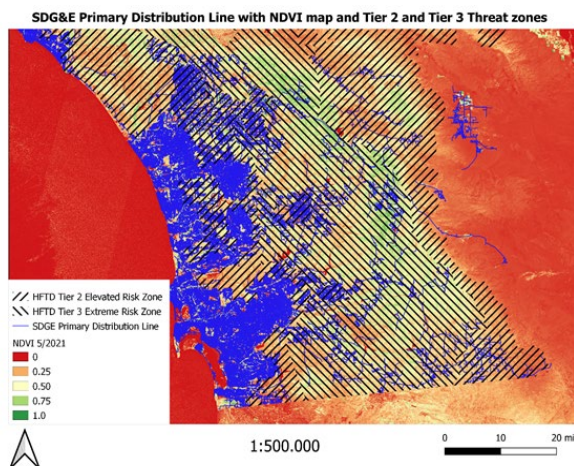 SDG&E Primary Distribution Line with NDVI map and Tier 2 and Tier 3 Threat zones
HFTD Tier 2 Elevated Risk Zone
HFTD Tier 3 Extreme Risk Zone
SDGE Primary Distribution Line
NDVI 5/2021
0
0.25
0.50
0.75
1.0
1:500.000
0 10 20 mi